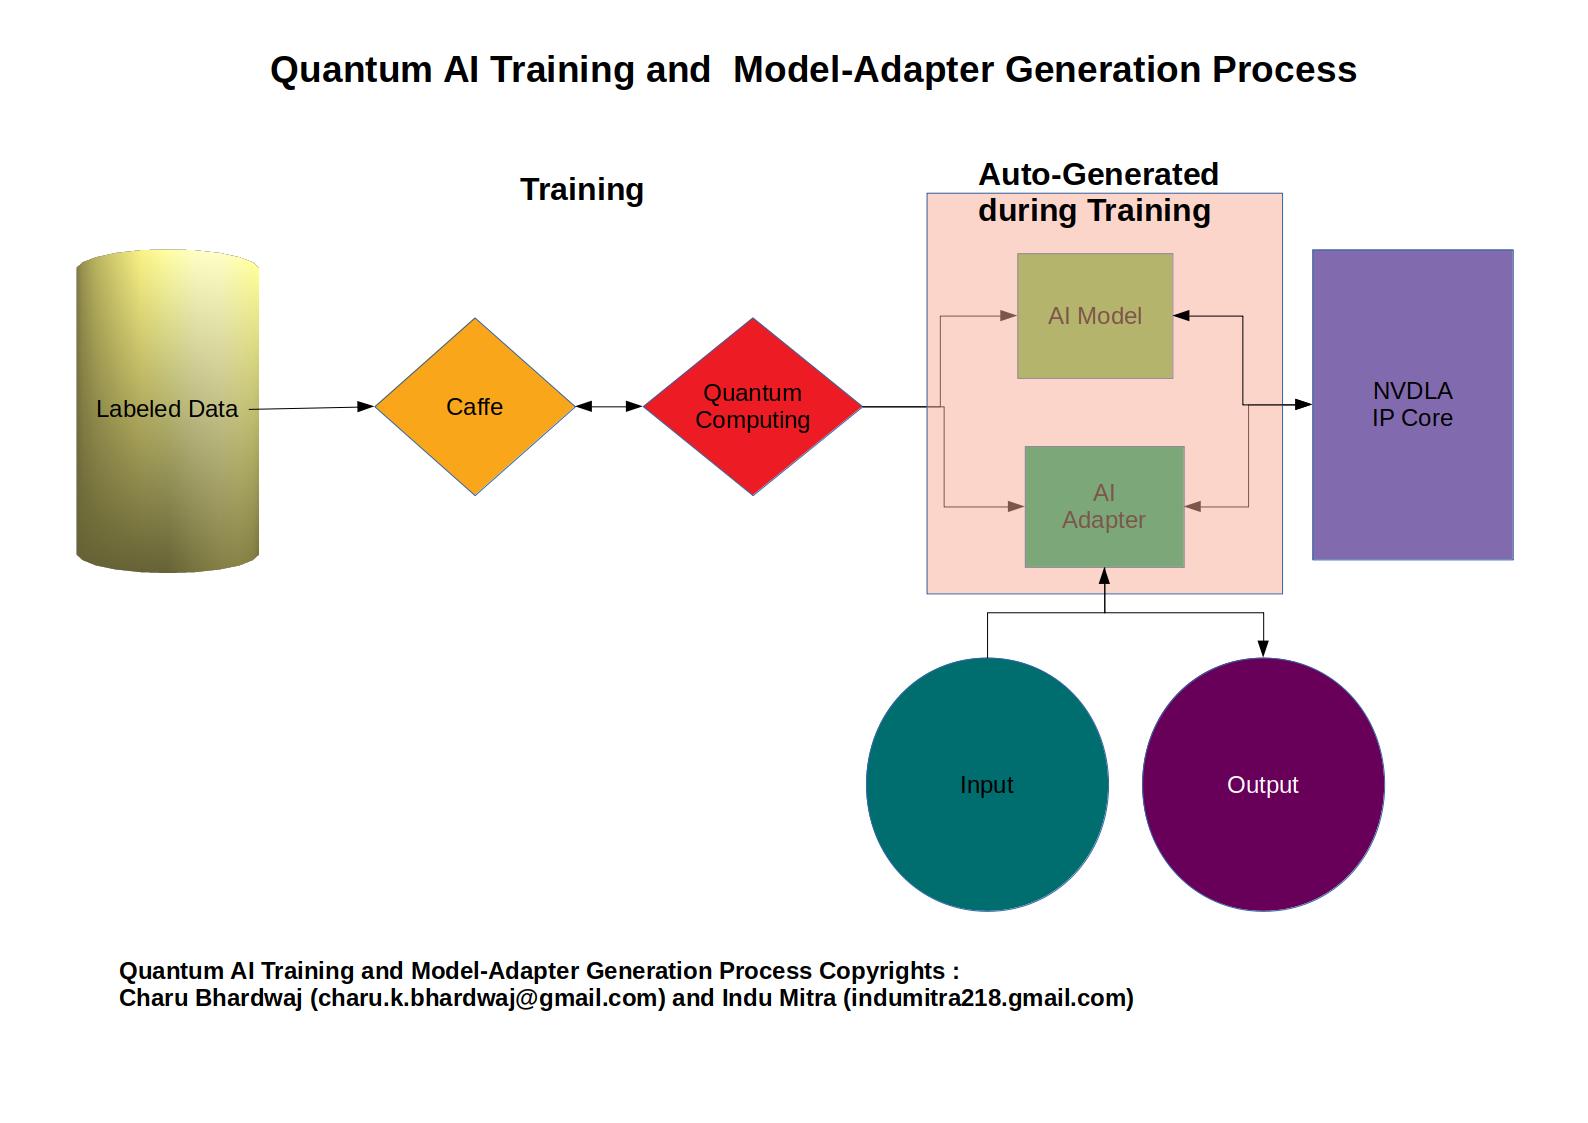 Quantum AI Training and  Model-Adapter Generation Process
Training
Auto-Generated
during Training
Labeled Data
Caffe
Quantum
Computing
AI Model
AI
Adapter
NVDLA
IP Core
Input
Output
Quantum AI Training and Model-Adapter Generation Process Copyrights :
Charu Bhardwaj (charu.k.bhardwaj@gmail.com) and Indu Mitra (indumitra218.gmail.com)